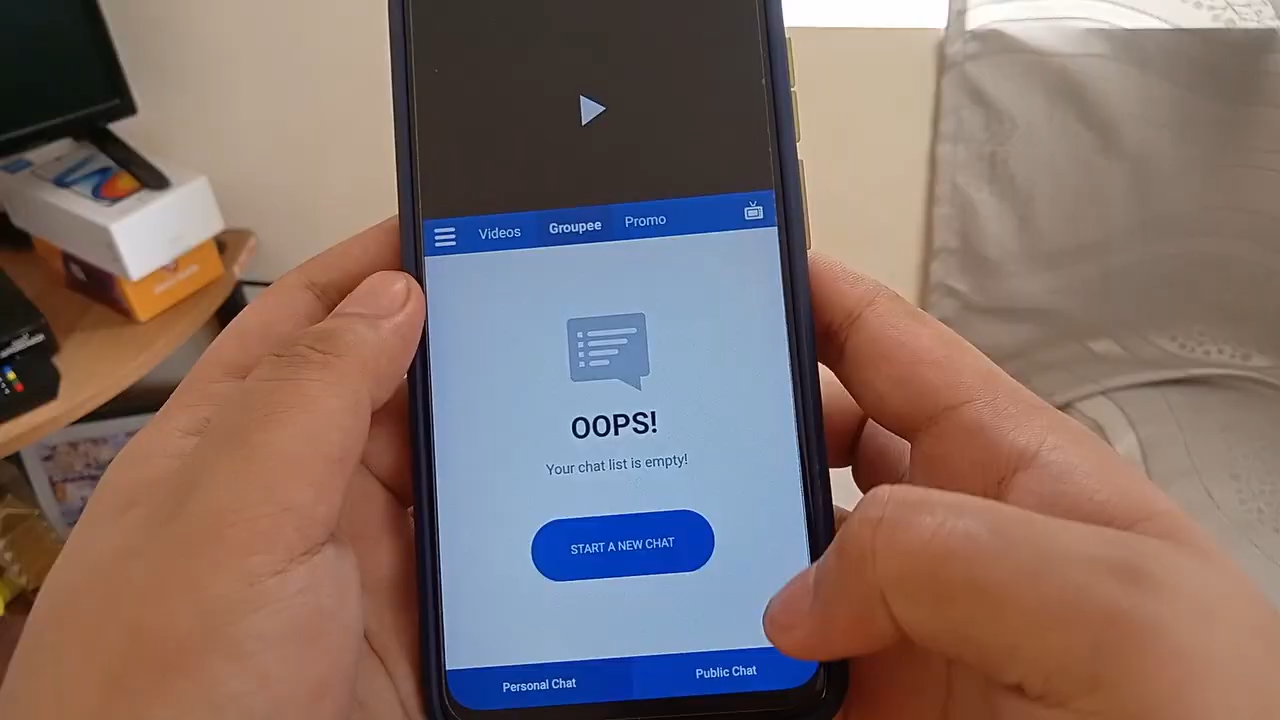 Videos Groupee Promo
OOPS!
Your chat list is empty!
START A NEW CHAT
Personal Chat Public Chat